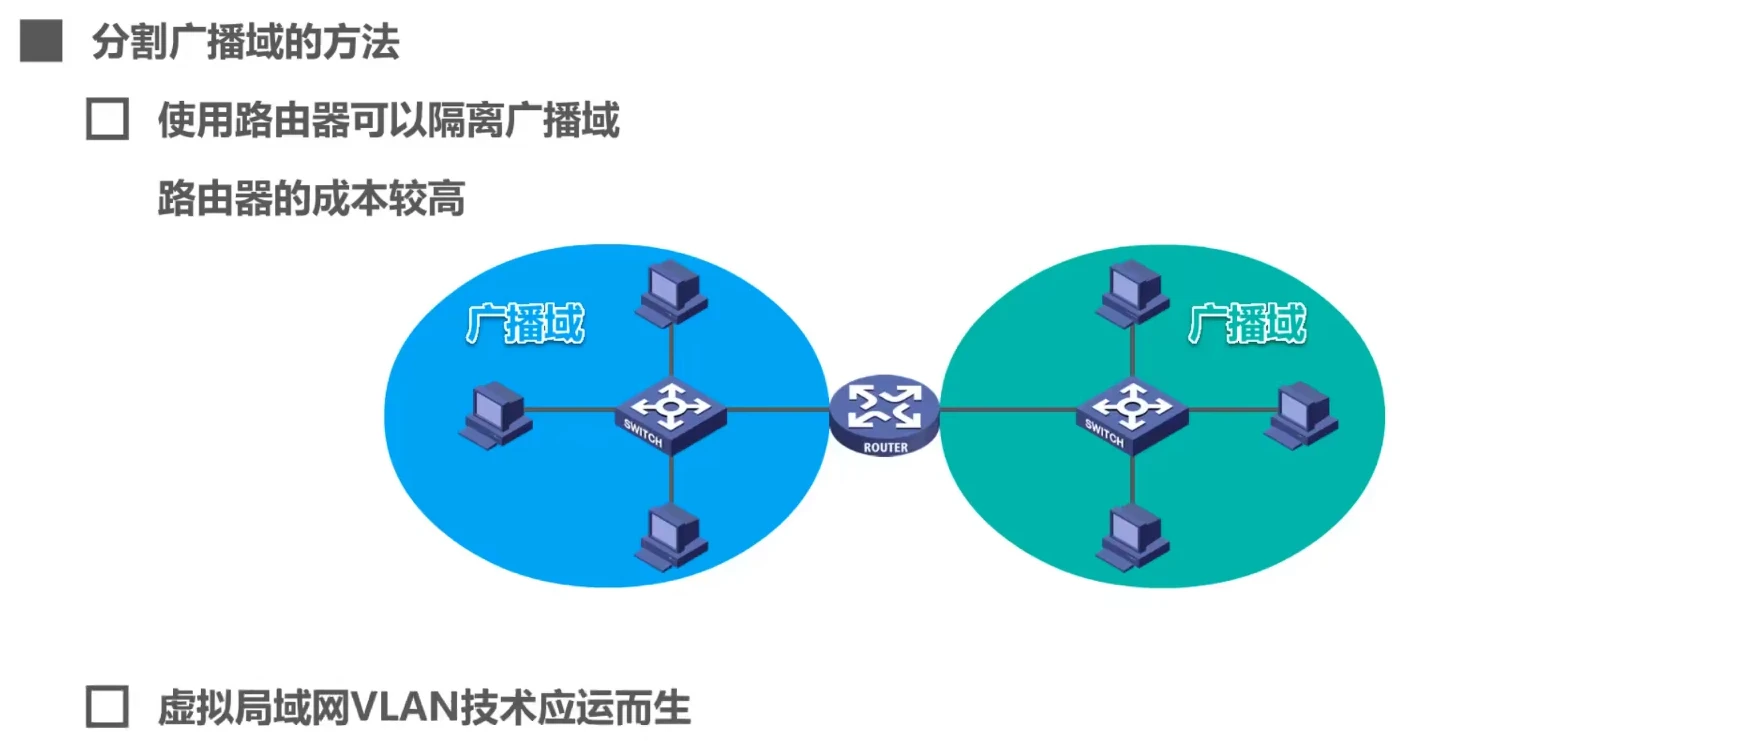 分割广播域的方法
使用路由器可以隔离广播域
路由器的成本较高
广播域
广播域
SWITCH
ROUTER
SWITCH
虚拟局域网VLAN技术应运而生